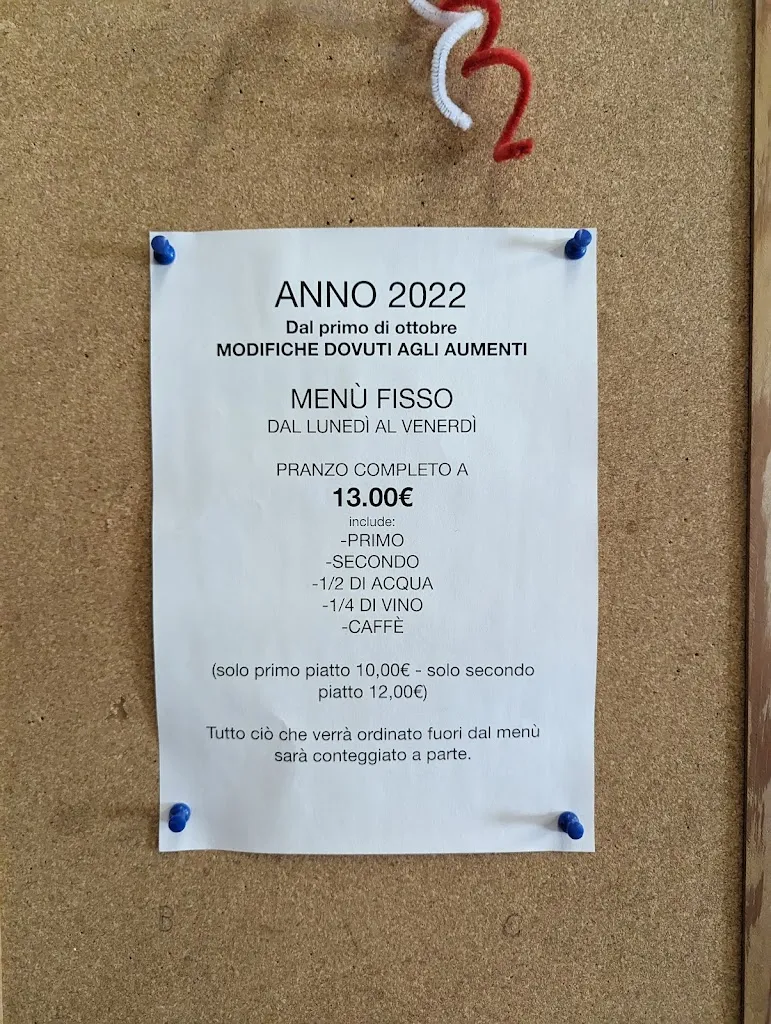 ANNO 2022
Dal primo di ottobre
MODIFICHE DOVUTI AGLI AUMENTI
MENÙ FISSO
DAL LUNEDÌ AL VENERDÌ
PRANZO COMPLETO A
13.00€
include:
-PRIMO
-SECONDO
-1/2 DI ACQUA
-1/4 DI VINO
-CAFFÈ
(solo primo piatto 10,00€ - solo secondo
piatto 12,00€)
Tutto ciò che verrà ordinato fuori dal menù
sarà conteggiato a parte.
B